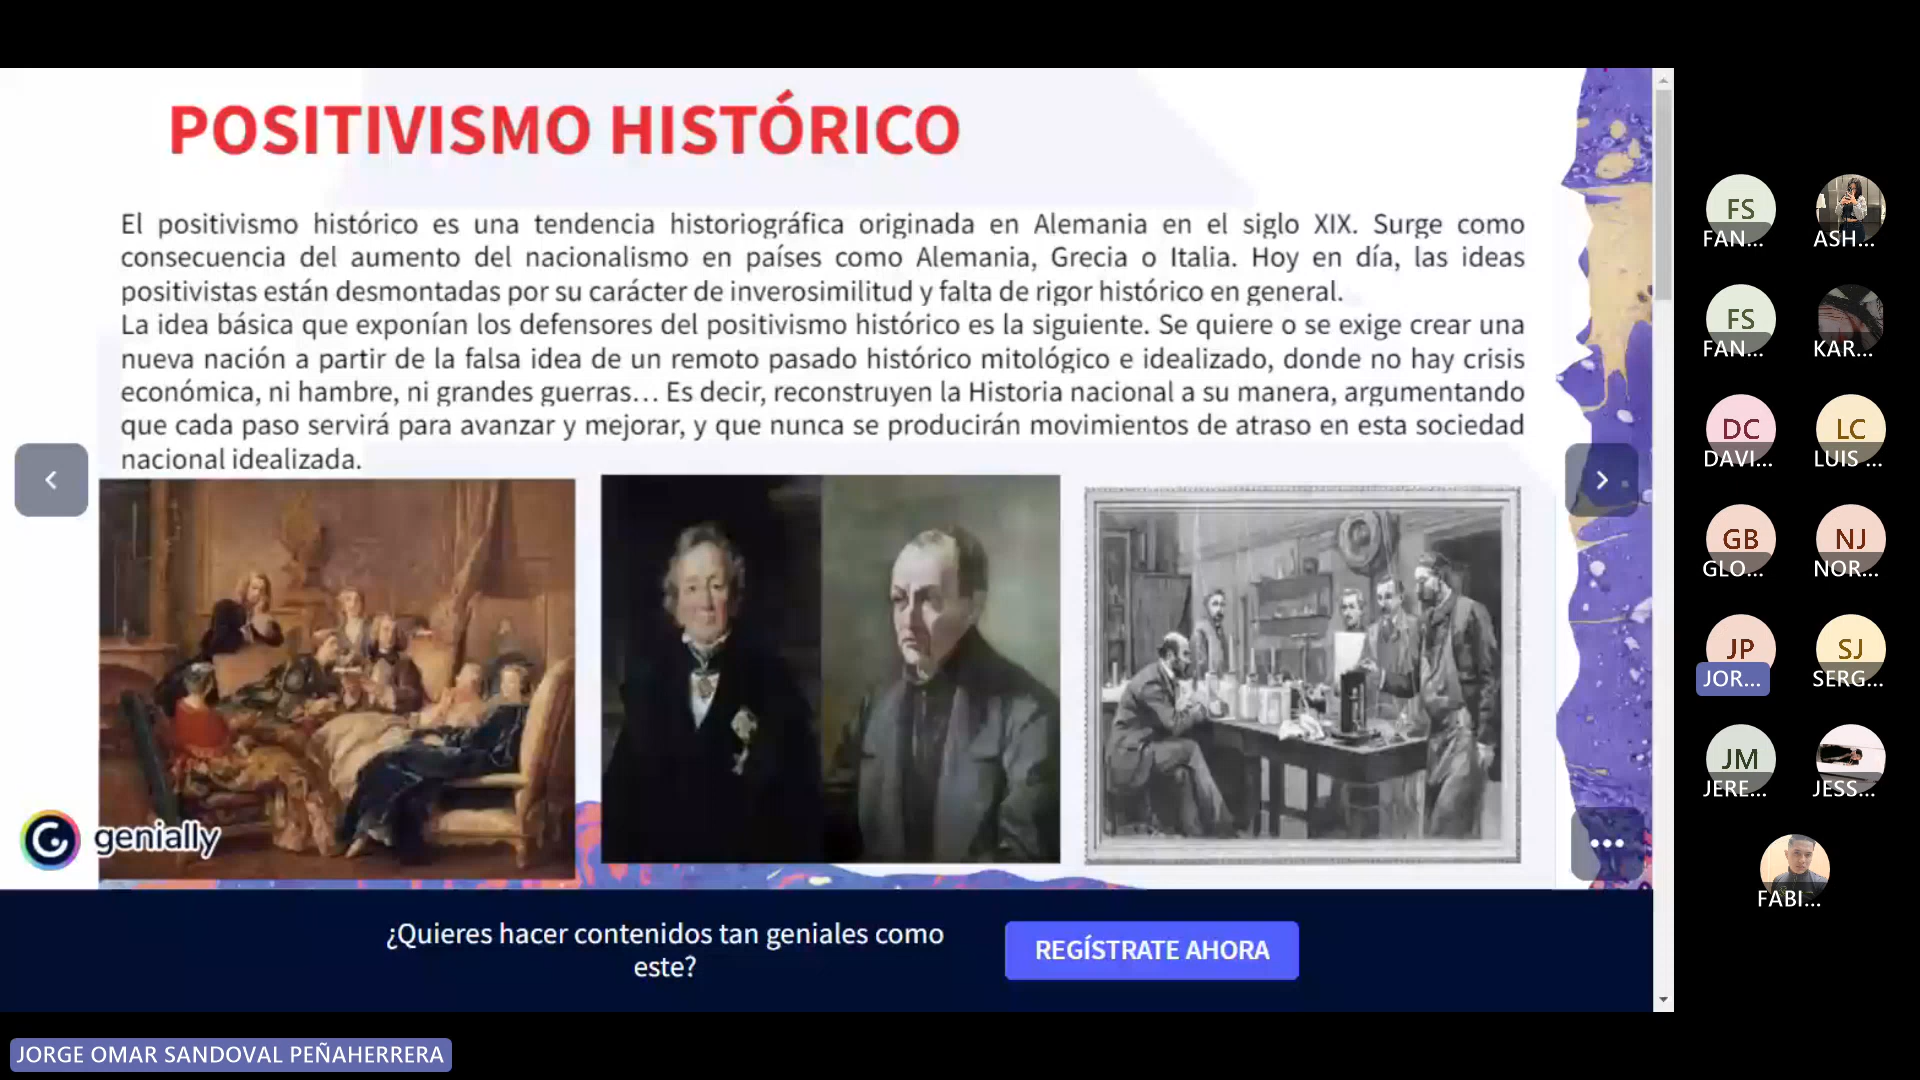 POSITIVISMO HISTÓRICO
El positivismo histórico es una tendencia historiográfica originada en Alemania en el siglo XIX. Surge como
consecuencia del aumento del nacionalismo en países como Alemania, Grecia o Italia. Hoy en día, las ideas
positivistas están desmontadas por su carácter de inverosimilitud y falta de rigor histórico en general.
La idea básica que exponían los defensores del positivismo histórico es la siguiente. Se quiere o se exige crear una
nueva nación a partir de la falsa idea de un remoto pasado histórico mitológico e idealizado, donde no hay crisis
económica, ni hambre, ni grandes guerras… Es decir, reconstruyen la Historia nacional a su manera, argumentando
que cada paso servirá para avanzar y mejorar, y que nunca se producirán movimientos de atraso en esta sociedad
nacional idealizada.
genially
¿Quieres hacer contenidos tan geniales como
este?
REGÍSTRATE AHORA
JORGE OMAR SANDOVAL PEÑAHERRERA
FS
FAN...
ASH...
FS
FAN...
KAR...
DC
DAVI...
LC
LUIS ...
GB
GLO...
NJ
NOR...
JP
JOR...
SJ
SERG...
JM
JERE...
JESS...
FABI...